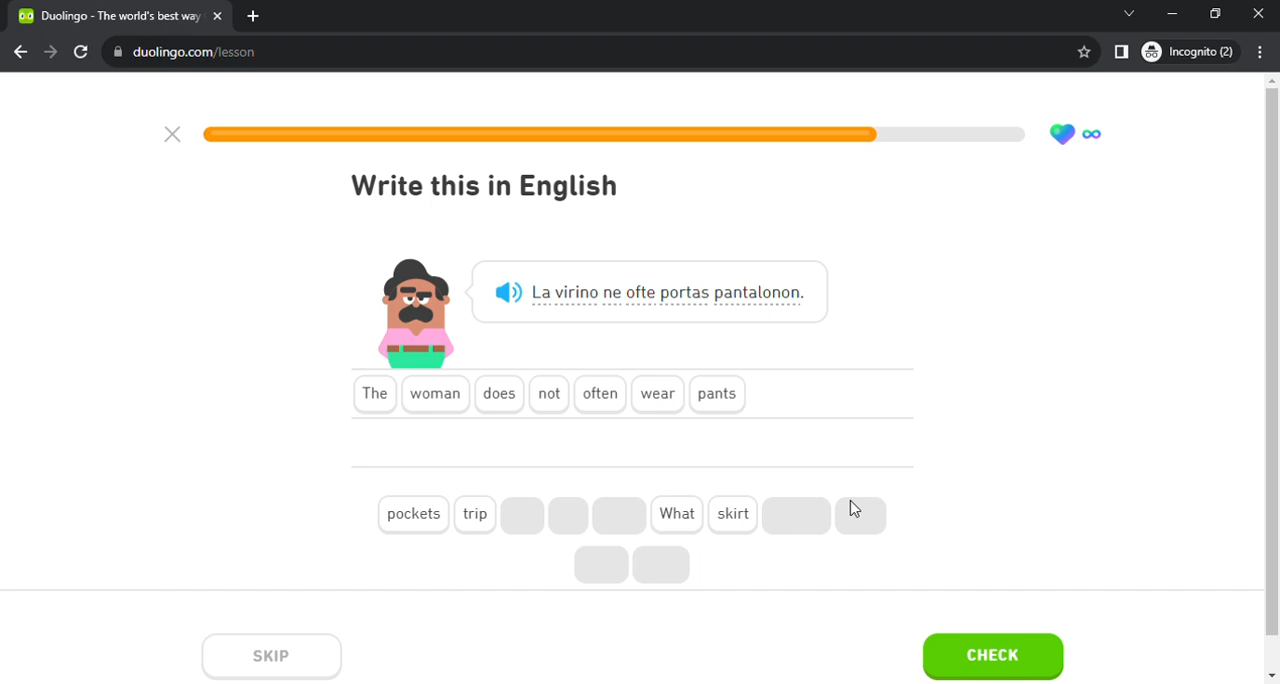 Duolingo - The world's best way
duolingo.com/lesson
Incognito (2)
Write this in English
La virino ne ofte portas pantalonon.
The woman does not often wear pants
pockets trip What skirt
SKIP
CHECK